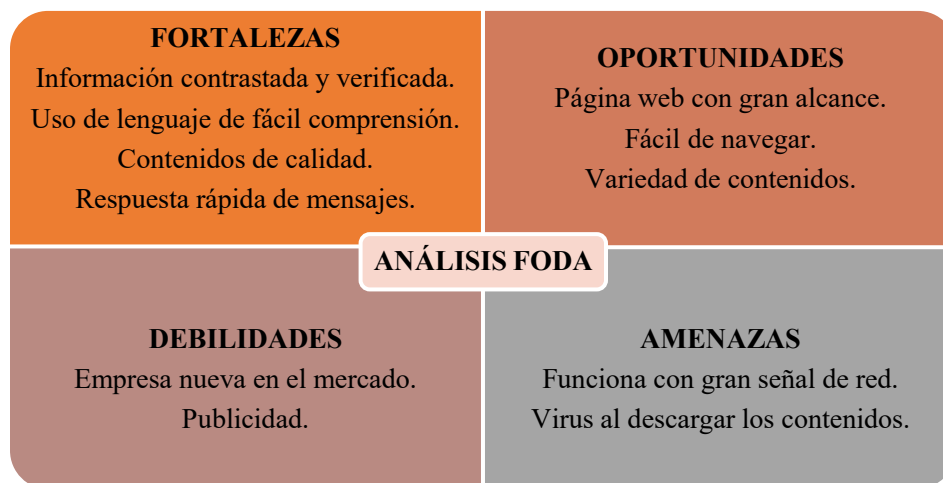 FORTALEZAS
Información contrastada y verificada.
Uso de lenguaje de fácil comprensión.
Contenidos de calidad.
Respuesta rápida de mensajes.
OPORTUNIDADES
Página web con gran alcance.
Fácil de navegar.
Variedad de contenidos.
ANÁLISIS FODA
DEBILIDADES
Empresa nueva en el mercado.
Publicidad.
AMENAZAS
Funciona con gran señal de red.
Virus al descargar los contenidos.